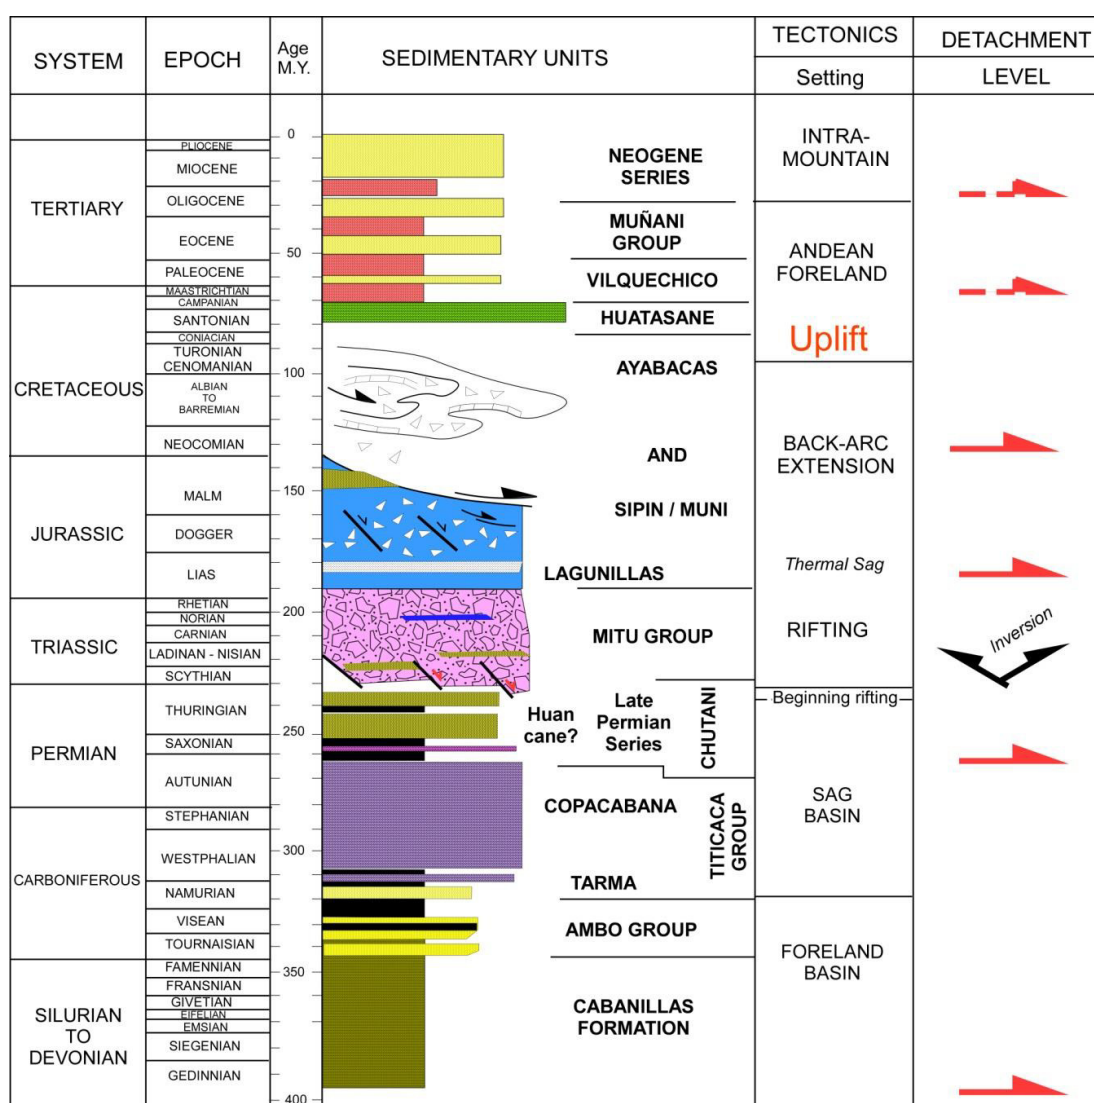 SYSTEM
EPOCH
Age
M.Y.
SEDIMENTARY UNITS
TECTONICS
Setting
DETACHMENT
LEVEL
TERTIARY
CRETACEOUS
JURASSIC
TRIASSIC
PERMIAN
CARBONIFEROUS
SILURIAN
TO
DEVONIAN
PLIOCENE
MIOCENE
OLIGOCENE
EOCENE
PALEOCENE
MAASTRICHTIAN
CAMPANIAN
SANTONIAN
CONIACIAN
TURONIAN
CENOMANIAN
ALBIAN
TO
BARREMIAN
NEOCOMIAN
MALM
DOGGER
LIAS
RHETIAN
NORIAN
CARNIAN
LADINAN - NISIAN
SCYTHIAN
THURINGIAN
SAXONIAN
AUTUNIAN
STEPHANIAN
WESTPHALIAN
NAMURIAN
VISEAN
TOURNAISIAN
FAMENNIAN
FRANSNIAN
GIVETIAN
EIFELIAN
EMSIAN
SIEGENIAN
GEDINNIAN
0
50
100
150
200
250
300
350
400
NEOGENE
SERIES
MUÑANI
GROUP
VILQUECHICO
HUATASANE
AYABACAS
AND
SIPIN / MUNI
LAGUNILLAS
MITU GROUP
Huan
cane?
Late
Permian
Series
CHUTANI
COPACABANA
TITICACA
GROUP
TARMA
AMBO GROUP
CABANILLAS
FORMATION
INTRA-
MOUNTAIN
ANDEAN
FORELAND
Uplift
BACK-ARC
EXTENSION
Thermal Sag
RIFTING
Beginning rifting
SAG
BASIN
FORELAND
BASIN
Inversion